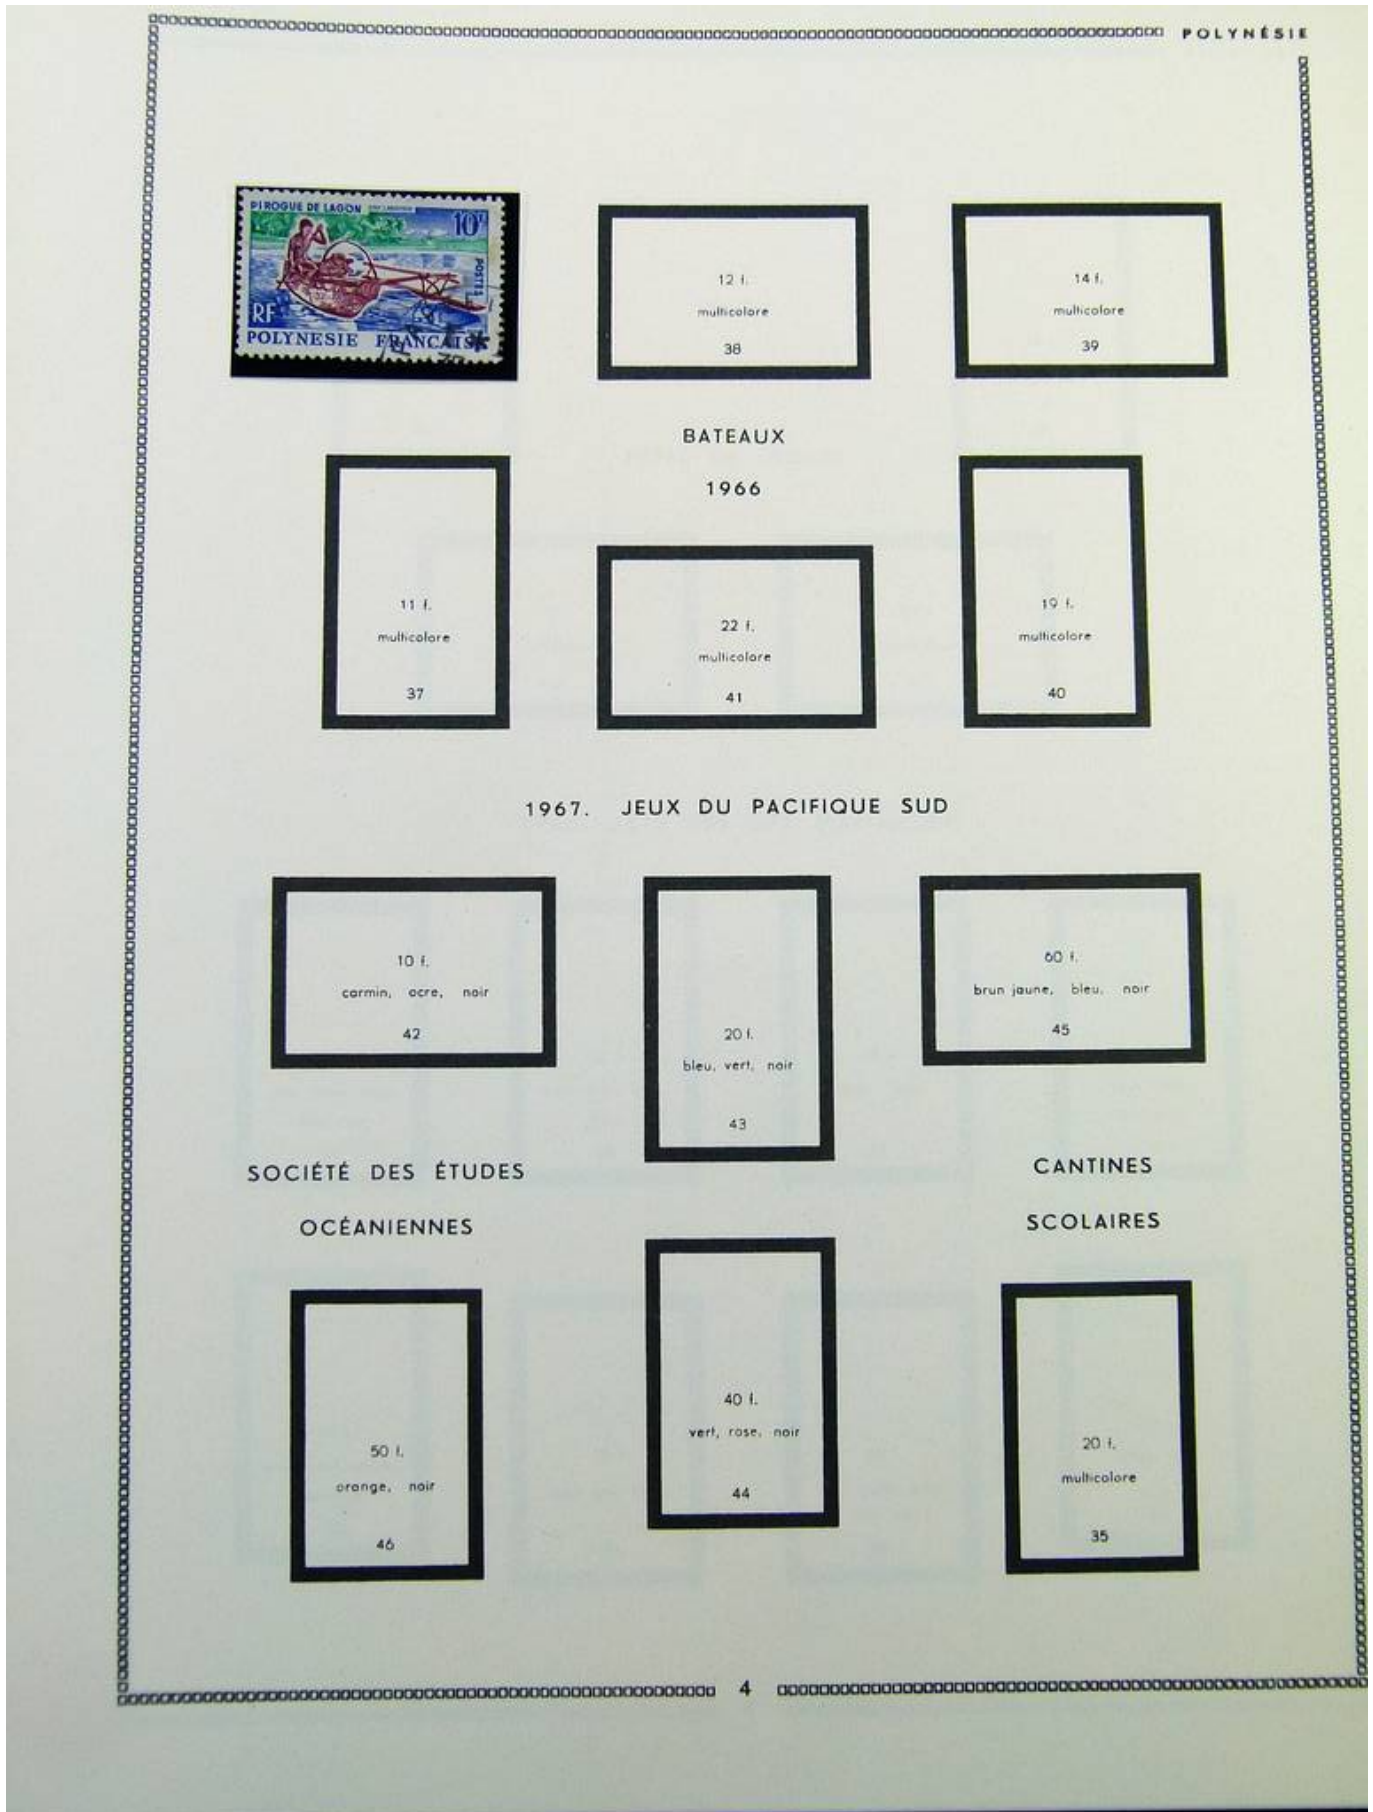 POLYNÉSIE
PIROGUE DE LAGON
10F
POSTES
RF
POLYNESIE FRANCAISE
12 f.
multicolore
38
14 f.
multicolore
39
BATEAUX
1966
11 f.
multicolore
37
22 f.
multicolore
41
19 f.
multicolore
40
1967. JEUX DU PACIFIQUE SUD
10 f.
carmin, ocre, noir
42
20 f.
bleu, vert, noir
43
60 f.
brun jaune, bleu, noir
45
SOCIÉTÉ DES ÉTUDES
OCÉANIENNES
CANTINES
SCOLAIRES
50 f.
orange, noir
46
40 f.
vert, rose, noir
44
20 f.
multicolore
35
4